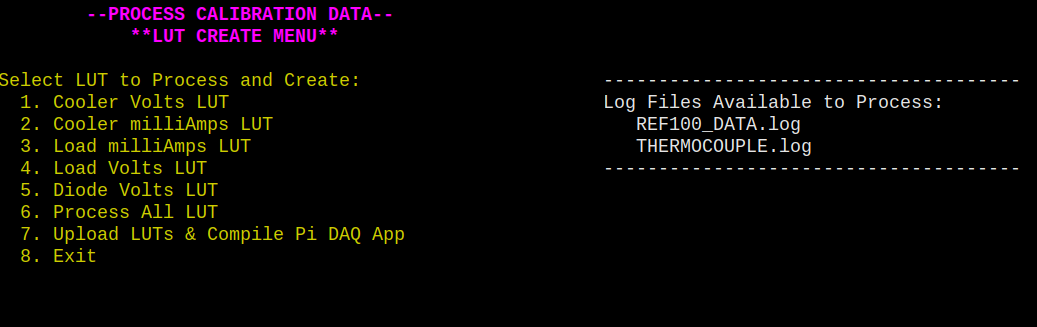 --PROCESS CALIBRATION DATA--
**LUT CREATE MENU**
Select LUT to Process and Create:
1. Cooler Volts LUT
2. Cooler milliAmps LUT
3. Load milliAmps LUT
4. Load Volts LUT
5. Diode Volts LUT
6. Process All LUT
7. Upload LUTs & Compile Pi DAQ App
8. Exit
--------------------------------------
Log Files Available to Process:
REF100_DATA.log
THERMOCOUPLE.log
--------------------------------------